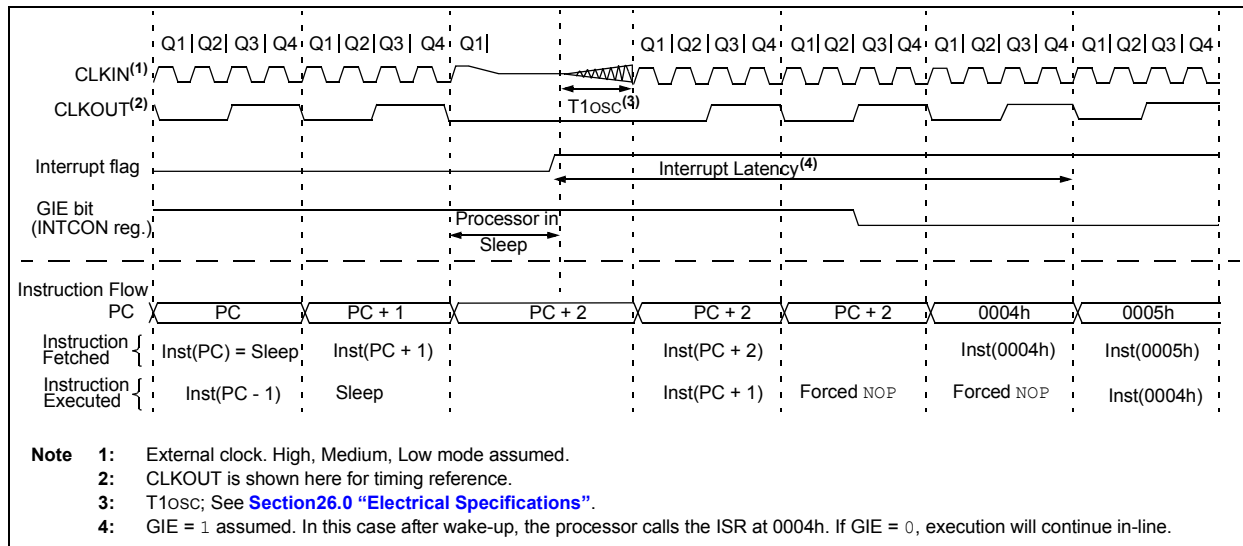 Q1| Q2| Q3| Q4 Q1| Q2| Q3| Q4 Q1| Q1| Q2| Q3| Q4 Q1| Q2| Q3| Q4 Q1| Q2| Q3| Q4 Q1| Q2| Q3| Q4
CLKIN(1)
CLKOUT(2)
T1OSC(3)
Interrupt flag
Interrupt Latency(4)
GIE bit
(INTCON reg.)
Processor in
Sleep
Instruction Flow
PC PC PC + 1 PC + 2 PC + 2 PC + 2 0004h 0005h
Instruction
Fetched
Inst(PC) = Sleep Inst(PC + 1) Inst(PC + 2) Inst(0004h) Inst(0005h)
Instruction
Executed
Inst(PC - 1) Sleep Inst(PC + 1) Forced NOP Forced NOP Inst(0004h)
Note 1: External clock. High, Medium, Low mode assumed.
2: CLKOUT is shown here for timing reference.
3: T1OSC; See Section26.0 “Electrical Specifications”.
4: GIE = 1 assumed. In this case after wake-up, the processor calls the ISR at 0004h. If GIE = 0, execution will continue in-line.